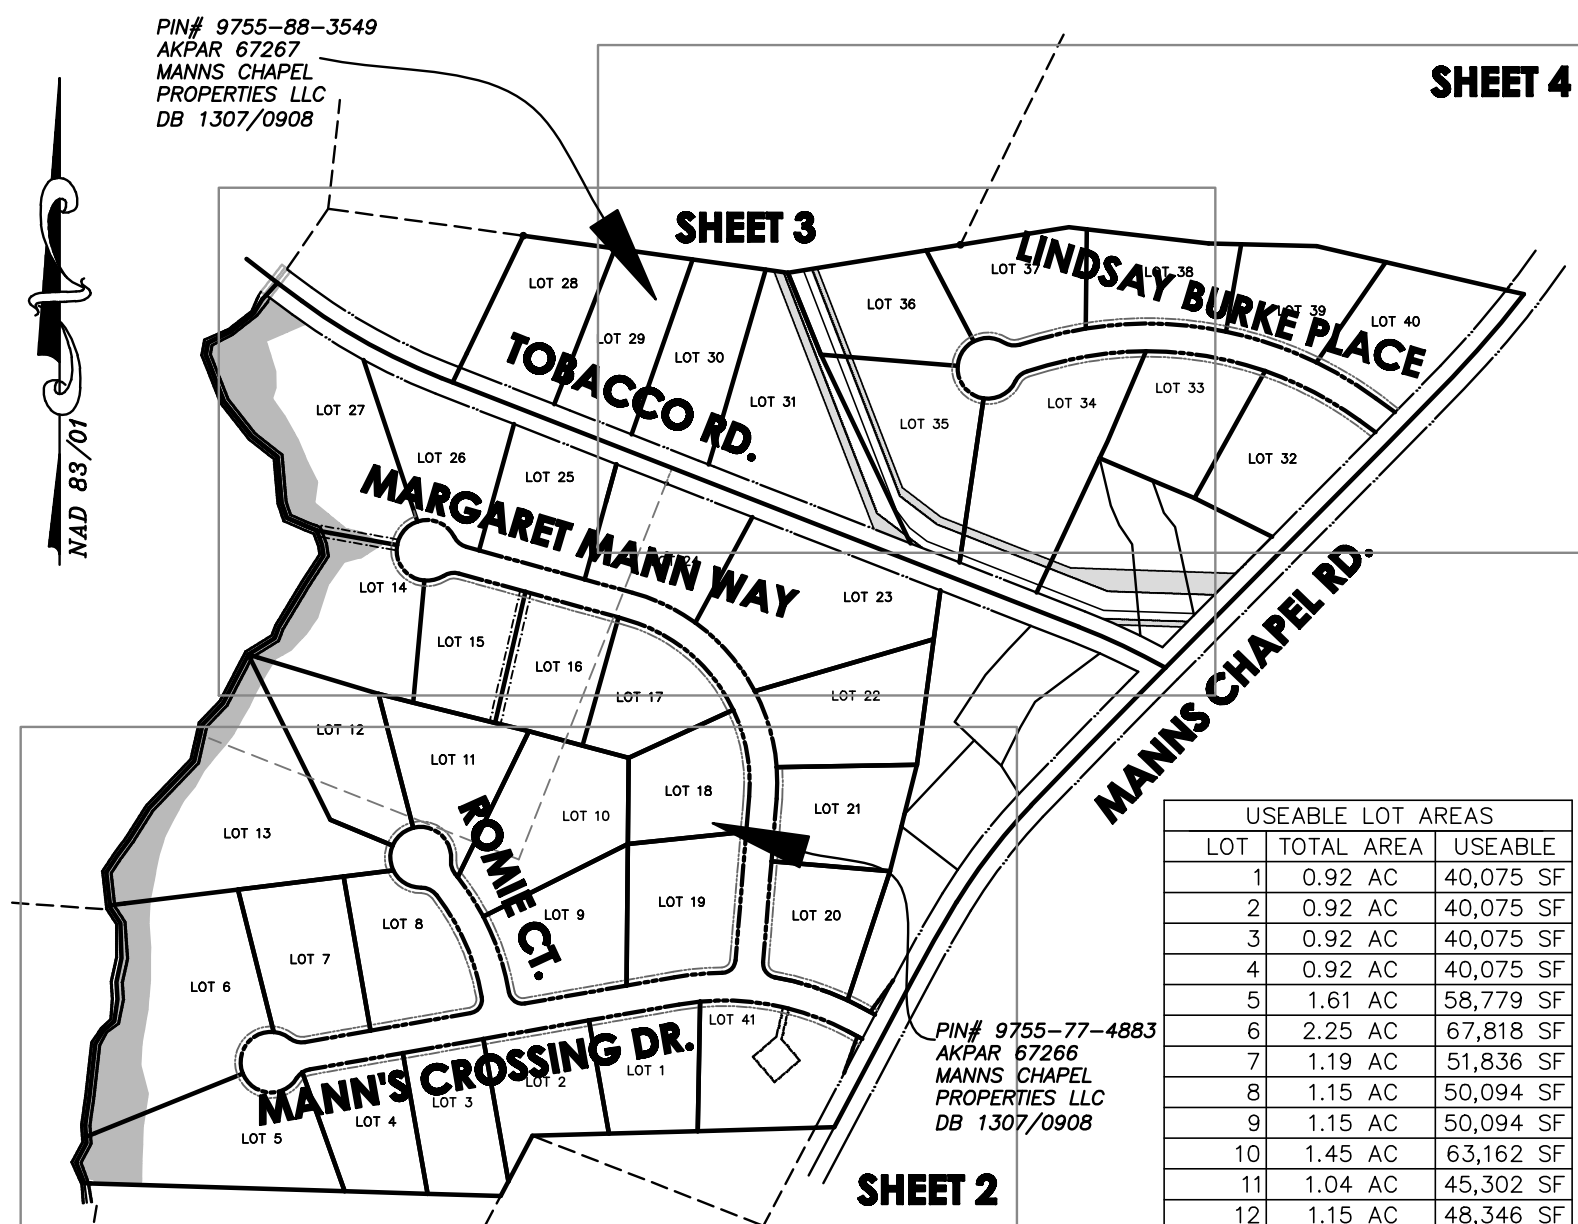 PIN# 9755-88-3549
AKPAR 67267
MANNS CHAPEL
PROPERTIES LLC
DB 1307/0908
SHEET 4
SHEET 3
NAD 83/01
LINDSAY BURKE PLACE
LOT 37
LOT 38
LOT 28
LOT 36
LOT 39
LOT 40
LOT 29
LOT 30
TOBACCO RD.
LOT 31
LOT 33
LOT 34
LOT 27
LOT 35
LOT 26
LOT 25
LOT 32
MARGARET MANN WAY
LOT 24
LOT 14
LOT 23
LOT 15
LOT 16
LOT 17
LOT 22
MANNS CHAPEL RD.
LOT 12
LOT 11
LOT 18
LOT 21
LOT 10
LOT 13
ROMIE CT.
LOT 19
LOT 20
LOT 9
LOT 8
LOT 7
LOT 6
LOT 41
MANN'S CROSSING DR.
LOT 1
LOT 2
LOT 3
LOT 4
LOT 5
PIN# 9755-77-4883
AKPAR 67266
MANNS CHAPEL
PROPERTIES LLC
DB 1307/0908
SHEET 2
USEABLE LOT AREAS
LOT TOTAL AREA USEABLE
1 0.92 AC 40,075 SF
2 0.92 AC 40,075 SF
3 0.92 AC 40,075 SF
4 0.92 AC 40,075 SF
5 1.61 AC 58,779 SF
6 2.25 AC 67,818 SF
7 1.19 AC 51,836 SF
8 1.15 AC 50,094 SF
9 1.15 AC 50,094 SF
10 1.45 AC 63,162 SF
11 1.04 AC 45,302 SF
12 1.15 AC 48,346 SF